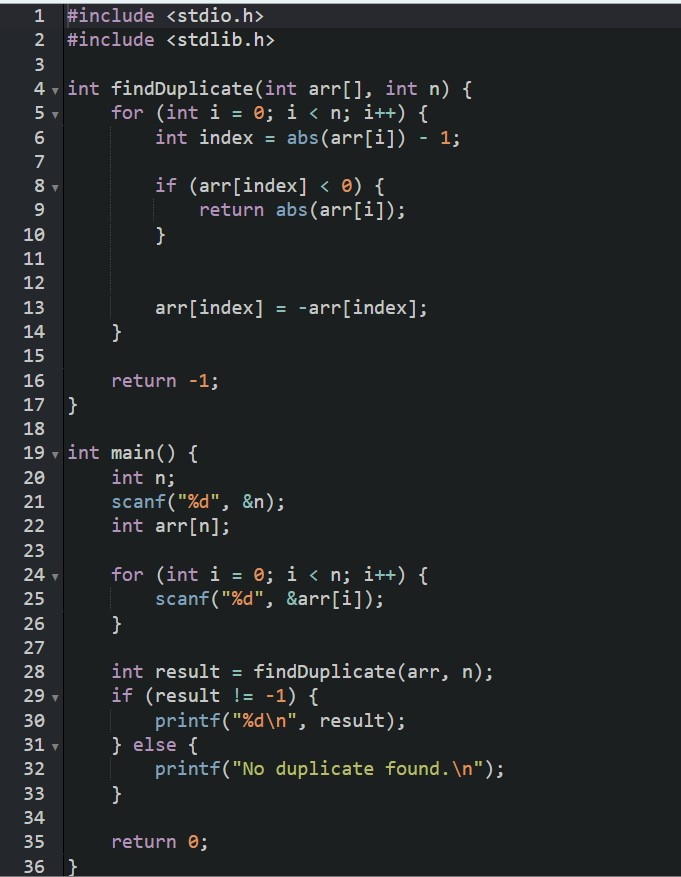 1 #include <stdio.h>
2 #include <stdlib.h>
3
4 int findDuplicate(int arr[], int n) {
5     for (int i = 0; i < n; i++) {
6         int index = abs(arr[i]) - 1;
7
8         if (arr[index] < 0) {
9             return abs(arr[i]);
10         }
11
12
13         arr[index] = -arr[index];
14     }
15
16     return -1;
17 }
18
19 int main() {
20     int n;
21     scanf("%d", &n);
22     int arr[n];
23
24     for (int i = 0; i < n; i++) {
25         scanf("%d", &arr[i]);
26     }
27
28     int result = findDuplicate(arr, n);
29     if (result != -1) {
30         printf("%d\n", result);
31     } else {
32         printf("No duplicate found.\n");
33     }
34
35     return 0;
36 }